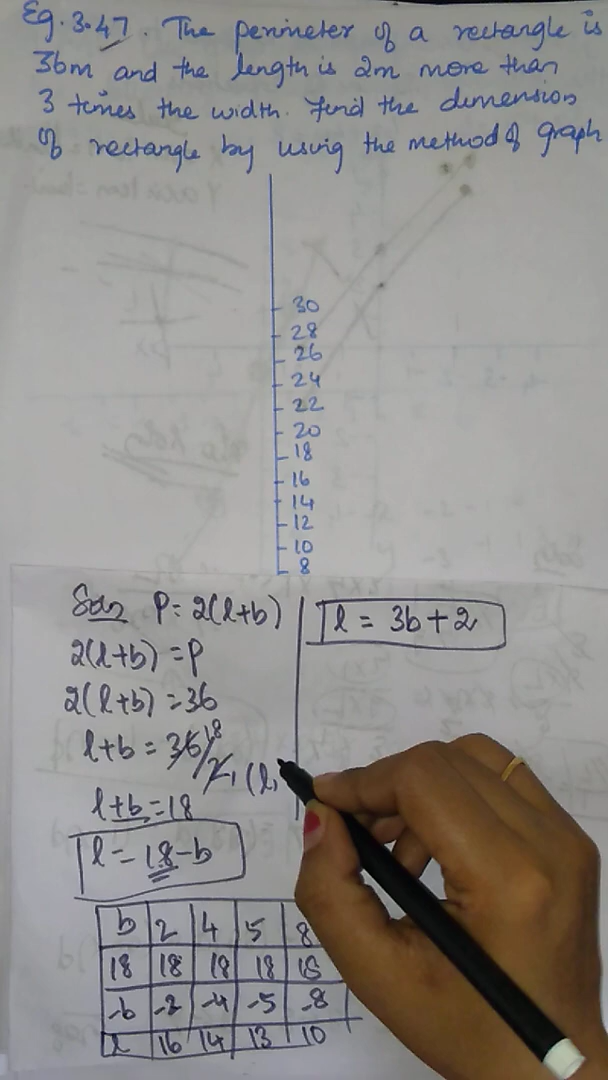 Eg. 3.47. The perimeter of a rectangle is
36m and the length is 2m more than
3 times the width. Find the dimension
of rectangle by using the method of graph
30
28
26
24
22
20
18
16
14
12
10
8
Soln P = 2(l+b)
2(l+b) = P
2(l+b) = 36
l+b = 36/2 18 1 (l,
l+b = 18
l = 18-b
b 2 4 5 8
18 18 18 18 18
-b -2 -4 -5 -8
l 16 14 13 10
l = 3b+2